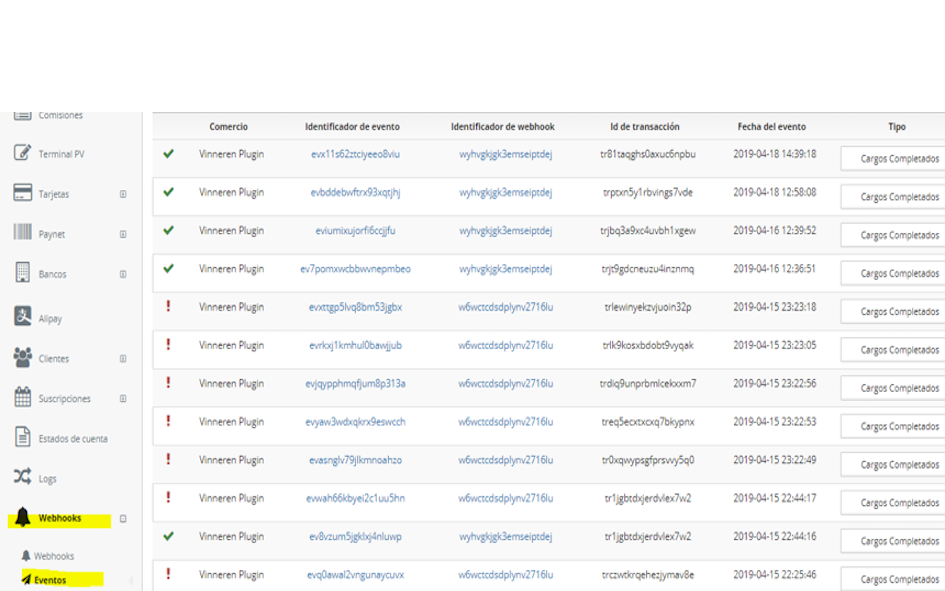 Comisiones
Terminal PV
Tarjetas
Paynet
Bancos
Alipay
Clientes
Suscripciones
Estados de cuenta
Logs
Webhooks
Webhooks
Eventos
Comercio Identificador de evento Identificador de webhook Id de transacción Fecha del evento Tipo
Vinneren Plugin evx11s62ztciyeeo8viu wyhvgkjgk3emseiptdej tr81taqghs0axuc6npbu 2019-04-18 14:39:18 Cargos Completados
Vinneren Plugin evbddebwftrx93xqtjhj wyhvgkjgk3emseiptdej trptxn5y1rbvings7vde 2019-04-18 12:58:08 Cargos Completados
Vinneren Plugin eviumixujorfi6ccjjfu wyhvgkjgk3emseiptdej trjbq3a9xc4uvbh1xgew 2019-04-16 12:39:52 Cargos Completados
Vinneren Plugin ev7pomxwcbbwvnepmbeo wyhvgkjgk3emseiptdej trjt9gdcneuzu4inznmq 2019-04-16 12:36:51 Cargos Completados
Vinneren Plugin evxttgp5lvq8bm53jgbx w6wctcdsdplynv2716lu trlewinyekzvjuoin32p 2019-04-15 23:23:18 Cargos Completados
Vinneren Plugin evrkxj1kmhul0bawjjub w6wctcdsdplynv2716lu trlk9kosxbdobt9vyqak 2019-04-15 23:23:05 Cargos Completados
Vinneren Plugin evjqypphmqfjum8p313a w6wctcdsdplynv2716lu trdiq9unprbmlcekxxm7 2019-04-15 23:22:56 Cargos Completados
Vinneren Plugin evyaw3wdxqkrx9eswcch w6wctcdsdplynv2716lu treq5ecxtxcxq7bkypnx 2019-04-15 23:22:53 Cargos Completados
Vinneren Plugin evasnglv79jlkmnoahzo w6wctcdsdplynv2716lu tr0xqwypsgfprsvvy5q0 2019-04-15 23:22:49 Cargos Completados
Vinneren Plugin evwah66kbyei2c1uu5hn w6wctcdsdplynv2716lu tr1jgbtdxjerdvlex7w2 2019-04-15 22:44:17 Cargos Completados
Vinneren Plugin ev8vzum5jgklxj4nluwp wyhvgkjgk3emseiptdej tr1jgbtdxjerdvlex7w2 2019-04-15 22:44:16 Cargos Completados
Vinneren Plugin evq0awal2vngunaycuvx w6wctcdsdplynv2716lu trczwtkrqehezjymav8e 2019-04-15 22:25:46 Cargos Completados